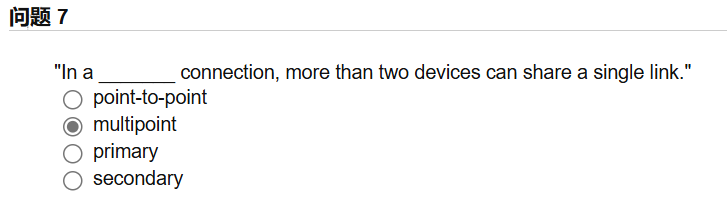 问题 7
"In a _______ connection, more than two devices can share a single link."
point-to-point
multipoint
primary
secondary